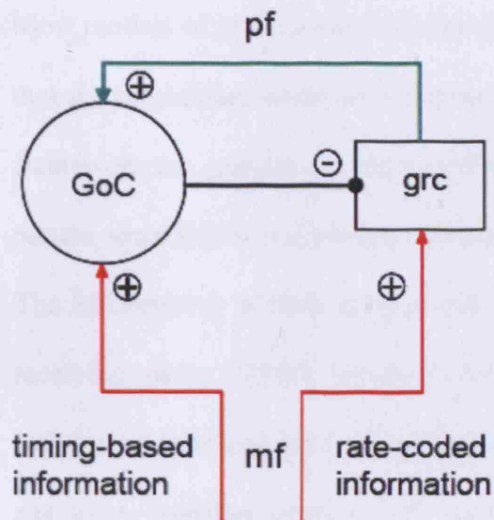 pf
⊕
⊖
GoC
grc
⊕
⊕
timing-based information
mf
rate-coded information